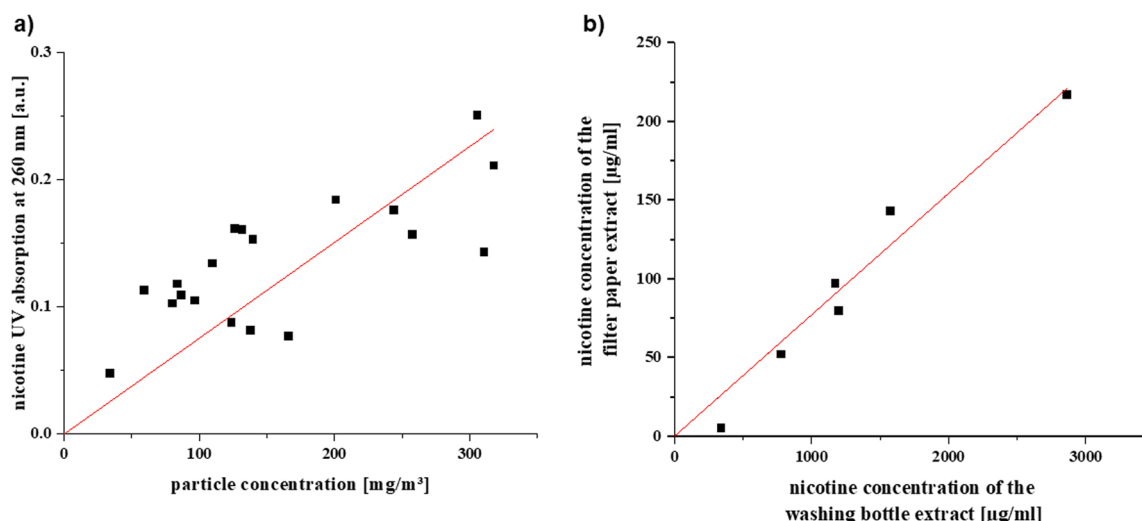 a)
nicotine UV absorption at 260 nm [a.u.]
0.3
0.2
0.1
0.0
0
100
200
300
particle concentration [mg/m³]
b)
nicotine concentration of the
filter paper extract [µg/ml]
250
200
150
100
50
0
0
1000
2000
3000
nicotine concentration of the
washing bottle extract [µg/ml]